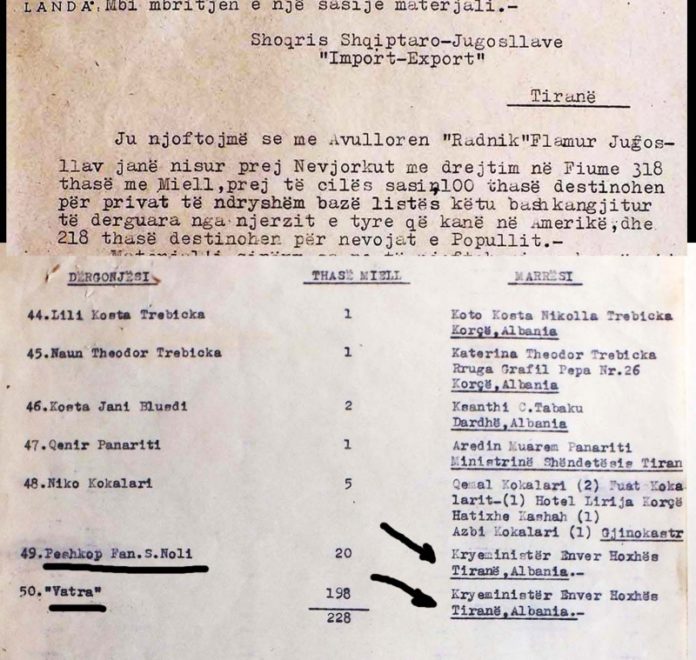 LANDA. Mbi mbritjen e një sasije materjali.-
Shoqris Shqiptaro-Jugosllave
"Import-Export"
Tiranë
Ju njoftojmë se me Avulloren "Radnik"Flamur Jugos-
llav janë nisur prej Nevjorkut me drejtim në Fiume 318
thasë me Miell,prej të cilës sasin,100 thasë destinohen
për privat të ndryshëm bazë listës këtu bashkangjitur
të derguara nga njerzit e tyre që kanë në Amerikë,dhe
218 thasë destinohen për nevojat e Popullit.-
DËRGONJËSI THASË MIELL MARRËSI
44.Lili Kosta Trebicka 1 Koto Kosta Nikolla Trebicka
Korçë,Albania
45.Naun Theodor Trebicka 1 Katerina Theodor Trebicka
Rruga Grafil Pepa Nr.26
Korçë,Albania
46.Kosta Jani Bluedi 2 Ksanthi C.Tabaku
Dardhë,Albania
47.Qenir Panariti 1 Aredin Muarem Panariti
Ministrinë Shëndetësis Tiran
48.Niko Kokalari 5 Qemal Kokalari (2) Fuat Koka
larit-(1) Hotel Lirija Korçë
Hatixhe Kashah (1)
Azbi Kokalari (1) Gjinokastr
49.Peshkop Fan.S.Noli 20 Kryeministër Enver Hoxhës
Tiranë,Albania.-
50."Vatra" 198 Kryeministër Enver Hoxhës
Tiranë,Albania.-
228